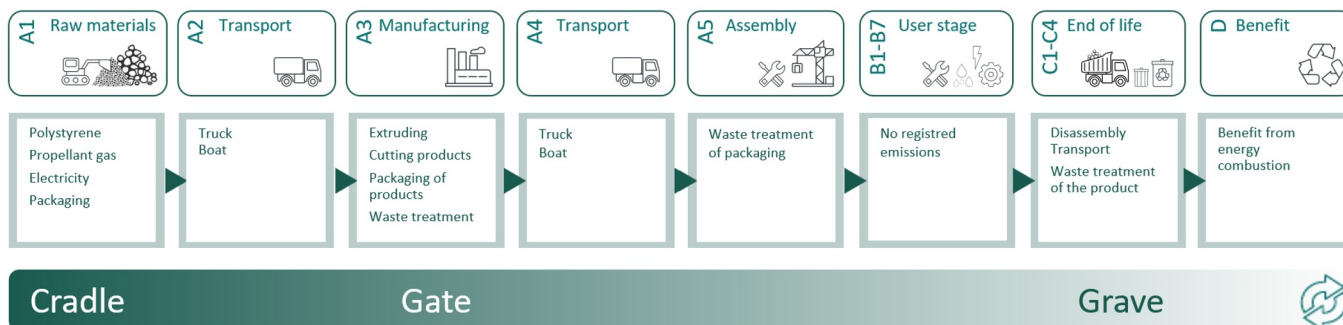 A1 Raw materials
A2 Transport
A3 Manufacturing
A4 Transport
A5 Assembly
B1-B7 User stage
C1-C4 End of life
D Benefit
Polystyrene
Propellant gas
Electricity
Packaging
Truck
Boat
Extruding
Cutting products
Packaging of
products
Waste treatment
Truck
Boat
Waste treatment
of packaging
No registred
emissions
Disassembly
Transport
Waste treatment
of the product
Benefit from
energy
combustion
Cradle
Gate
Grave